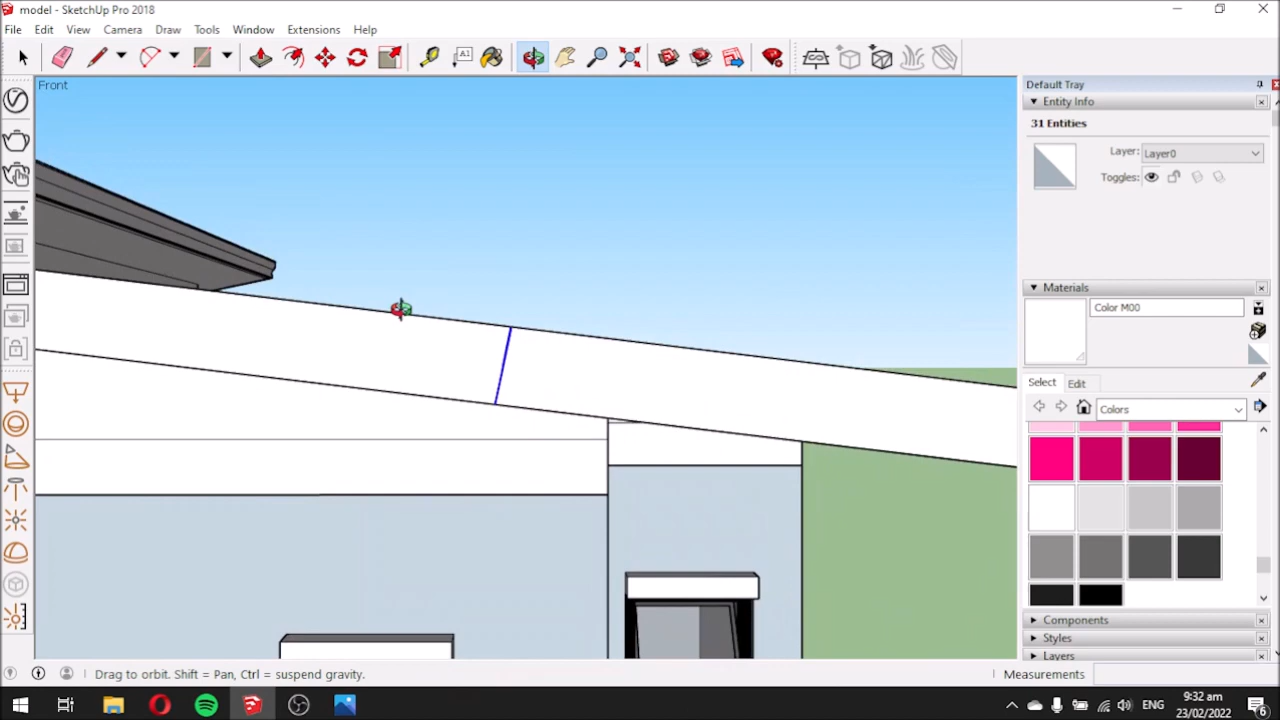 model - SketchUp Pro 2018
File Edit View Camera Draw Tools Window Extensions Help
A1
Front
Default Tray
Entity Info
31 Entities
Layer: Layer0
Toggles:
Materials
Color M00
Select Edit
Colors
Components
Styles
Layers
Drag to orbit. Shift = Pan, Ctrl = suspend gravity.
Measurements
ENG
9:32 am
23/02/2022
6